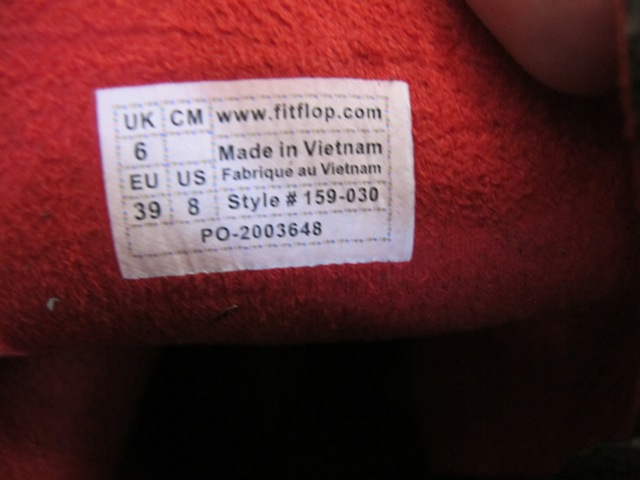 UK CM www.fitflop.com
6 Made in Vietnam
EU US Fabriqué au Vietnam
39 8 Style # 159-030
PO-2003648